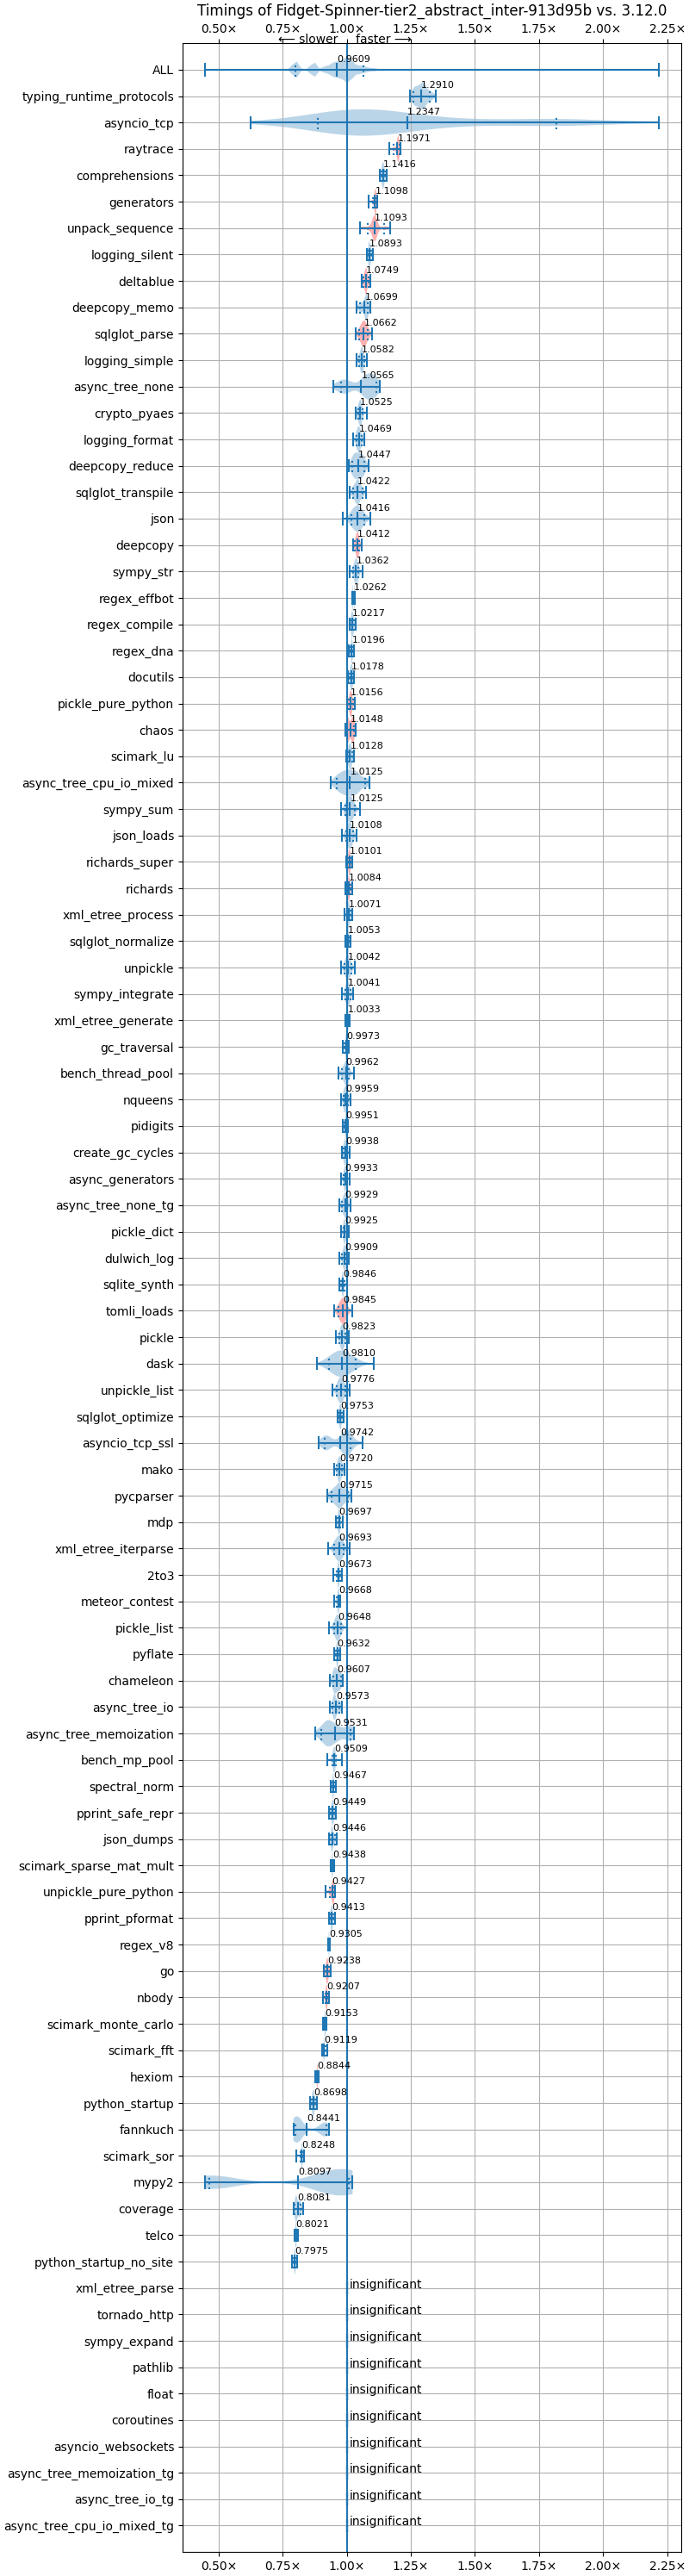 Timings of Fidget-Spinner-tier2_abstract_inter-913d95b vs. 3.12.0
0.50× 0.75× 1.00× 1.25× 1.50× 1.75× 2.00× 2.25×
⟵ slower faster ⟶
ALL 0.9609
typing_runtime_protocols 1.2910
asyncio_tcp 1.2347
raytrace 1.1971
comprehensions 1.1416
generators 1.1098
unpack_sequence 1.1093
logging_silent 1.0893
deltablue 1.0749
deepcopy_memo 1.0699
sqlglot_parse 1.0662
logging_simple 1.0582
async_tree_none 1.0565
crypto_pyaes 1.0525
logging_format 1.0469
deepcopy_reduce 1.0447
sqlglot_transpile 1.0422
json 1.0416
deepcopy 1.0412
sympy_str 1.0362
regex_effbot 1.0262
regex_compile 1.0217
regex_dna 1.0196
docutils 1.0178
pickle_pure_python 1.0156
chaos 1.0148
scimark_lu 1.0128
async_tree_cpu_io_mixed 1.0125
sympy_sum 1.0125
json_loads 1.0108
richards_super 1.0101
richards 1.0084
xml_etree_process 1.0071
sqlglot_normalize 1.0053
unpickle 1.0042
sympy_integrate 1.0041
xml_etree_generate 1.0033
gc_traversal 0.9973
bench_thread_pool 0.9962
nqueens 0.9959
pidigits 0.9951
create_gc_cycles 0.9938
async_generators 0.9933
async_tree_none_tg 0.9929
pickle_dict 0.9925
dulwich_log 0.9909
sqlite_synth 0.9846
tomli_loads 0.9845
pickle 0.9823
dask 0.9810
unpickle_list 0.9776
sqlglot_optimize 0.9753
asyncio_tcp_ssl 0.9742
mako 0.9720
pycparser 0.9715
mdp 0.9697
xml_etree_iterparse 0.9693
2to3 0.9673
meteor_contest 0.9668
pickle_list 0.9648
pyflate 0.9632
chameleon 0.9607
async_tree_io 0.9573
async_tree_memoization 0.9531
bench_mp_pool 0.9509
spectral_norm 0.9467
pprint_safe_repr 0.9449
json_dumps 0.9446
scimark_sparse_mat_mult 0.9438
unpickle_pure_python 0.9427
pprint_pformat 0.9413
regex_v8 0.9305
go 0.9238
nbody 0.9207
scimark_monte_carlo 0.9153
scimark_fft 0.9119
hexiom 0.8844
python_startup 0.8698
fannkuch 0.8441
scimark_sor 0.8248
mypy2 0.8097
coverage 0.8081
telco 0.8021
python_startup_no_site 0.7975
xml_etree_parse insignificant
tornado_http insignificant
sympy_expand insignificant
pathlib insignificant
float insignificant
coroutines insignificant
asyncio_websockets insignificant
async_tree_memoization_tg insignificant
async_tree_io_tg insignificant
async_tree_cpu_io_mixed_tg insignificant
0.50× 0.75× 1.00× 1.25× 1.50× 1.75× 2.00× 2.25×